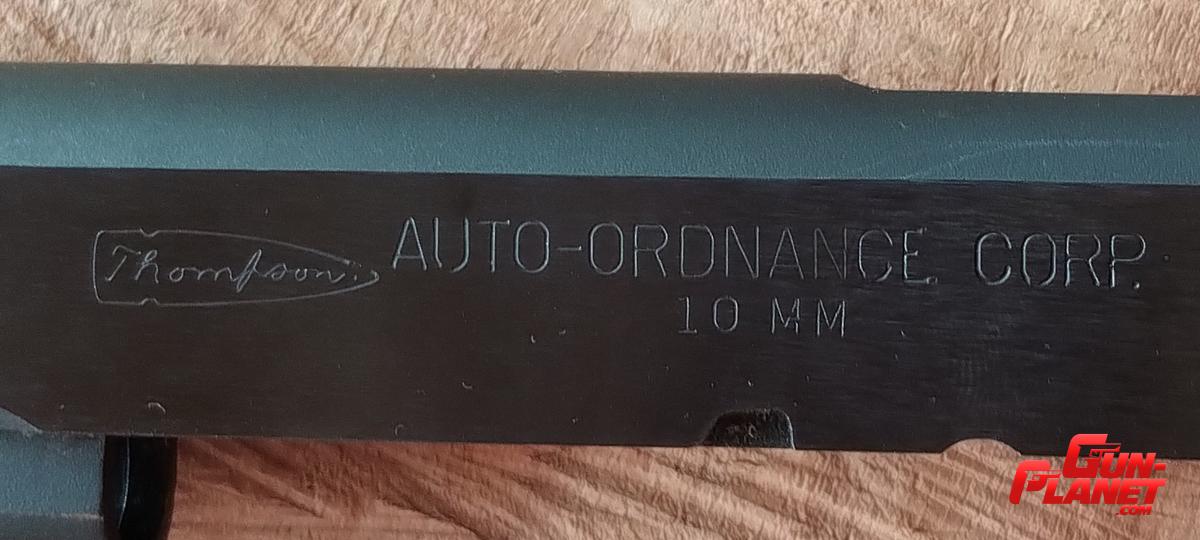 Thompson.
AUTO-ORDNANCE CORP.
10 MM
GUN-
PLANET
.COM